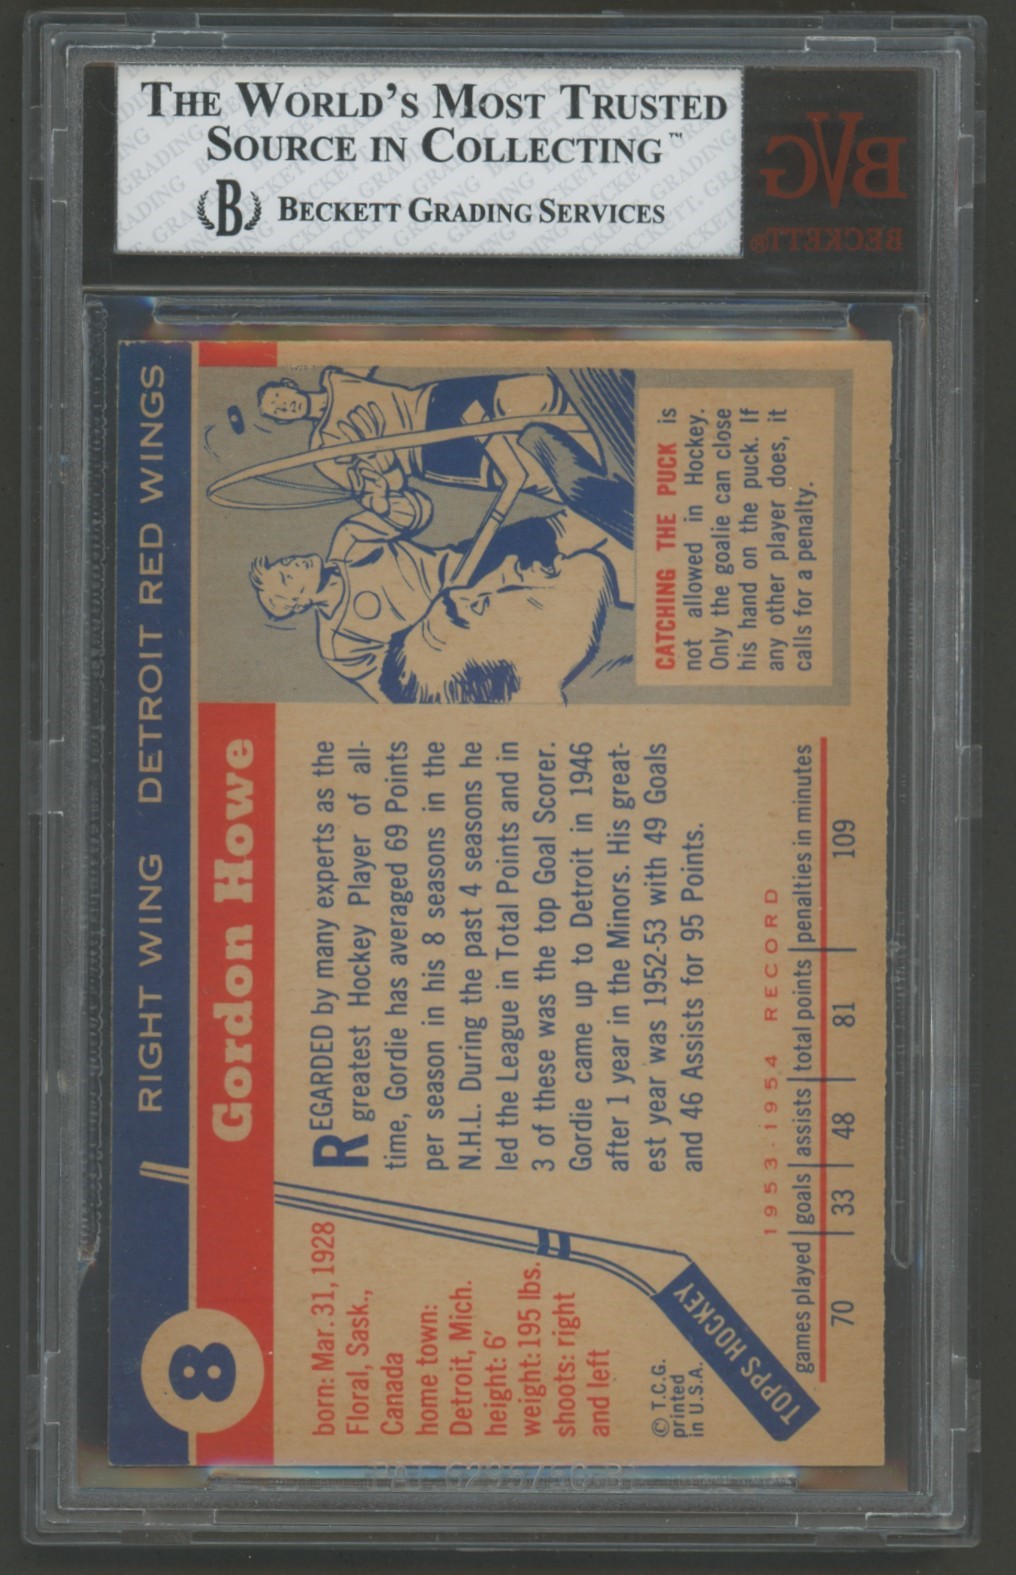 THE WORLD'S MOST TRUSTED
SOURCE IN COLLECTING™
B BECKETT GRADING SERVICES
BVG
BECKETT®
8
RIGHT WING DETROIT RED WINGS
Gordon Howe
born: Mar. 31, 1928
Floral, Sask.,
Canada
home town:
Detroit, Mich.
height: 6'
weight: 195 lbs.
shoots: right
and left
© T.C.G.
printed
in U.S.A.
TOPPS HOCKEY
REGARDED by many experts as the
greatest Hockey Player of all-
time, Gordie has averaged 69 Points
per season in his 8 seasons in the
N.H.L. During the past 4 seasons he
led the League in Total Points and in
3 of these was the top Goal Scorer.
Gordie came up to Detroit in 1946
after 1 year in the Minors. His great-
est year was 1952-53 with 49 Goals
and 46 Assists for 95 Points.
CATCHING THE PUCK is
not allowed in Hockey.
Only the goalie can close
his hand on the puck. If
any other player does, it
calls for a penalty.
1953-1954 RECORD
games played goals assists total points penalties in minutes
70 33 48 81 109